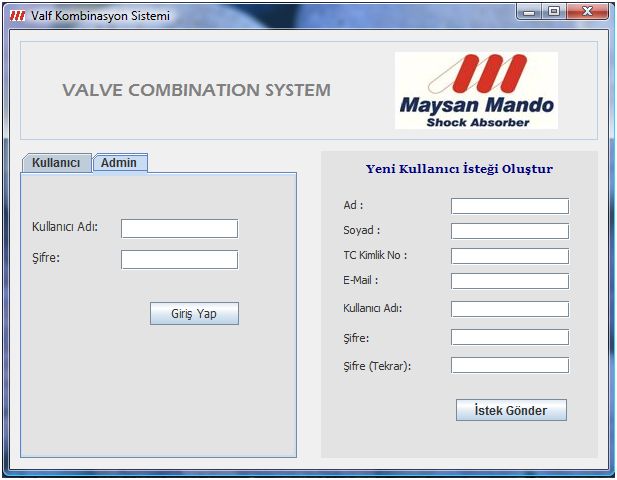 Valf Kombinasyon Sistemi
VALVE COMBINATION SYSTEM
Maysan Mando
Shock Absorber
Kullanıcı
Admin
Kullanıcı Adı:
Şifre:
Giriş Yap
Yeni Kullanıcı İsteği Oluştur
Ad :
Soyad :
TC Kimlik No :
E-Mail :
Kullanıcı Adı:
Şifre:
Şifre (Tekrar):
İstek Gönder